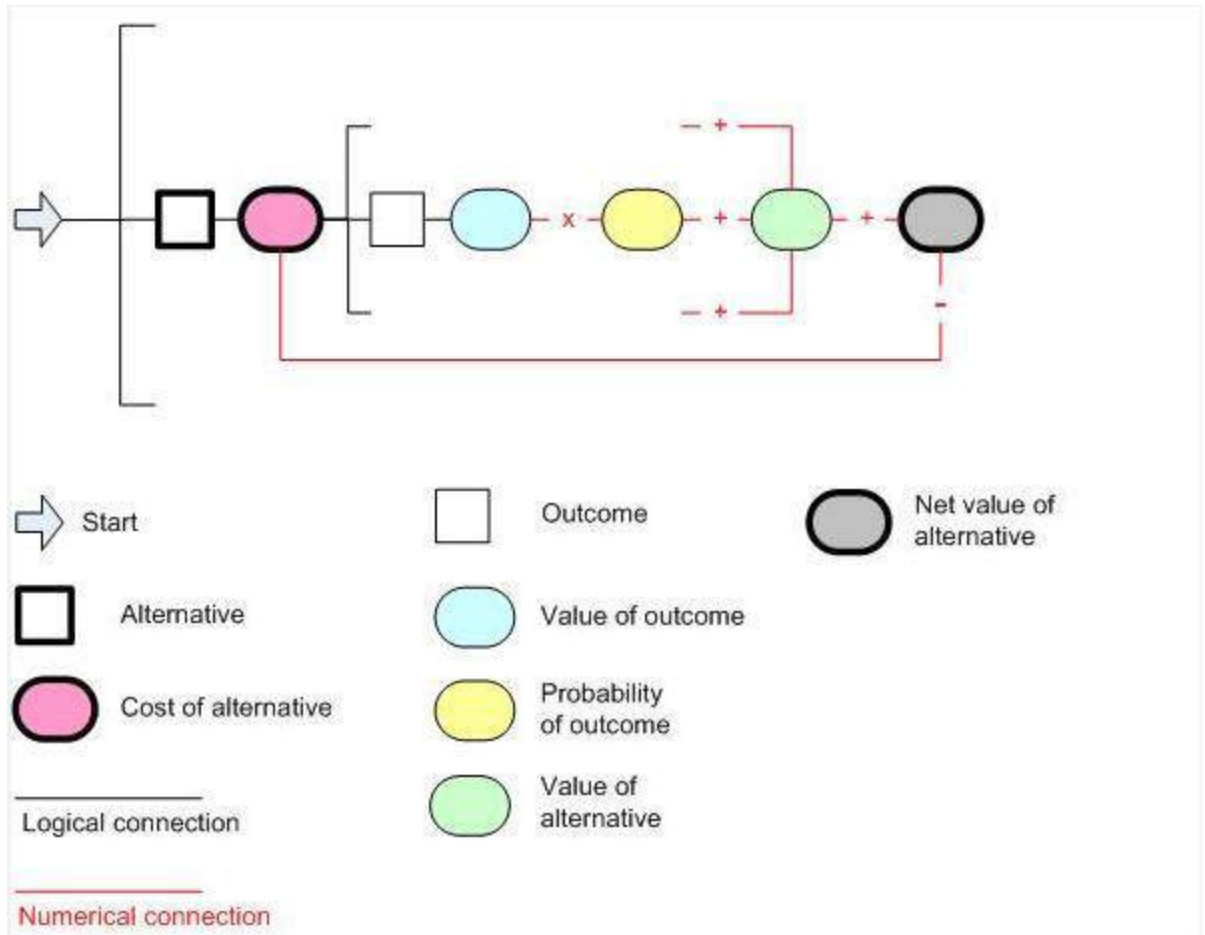 — +
x
+
+
— +
-
Start
Outcome
Net value of
alternative
Alternative
Value of outcome
Cost of alternative
Probability
of outcome
Value of
alternative
Logical connection
Numerical connection